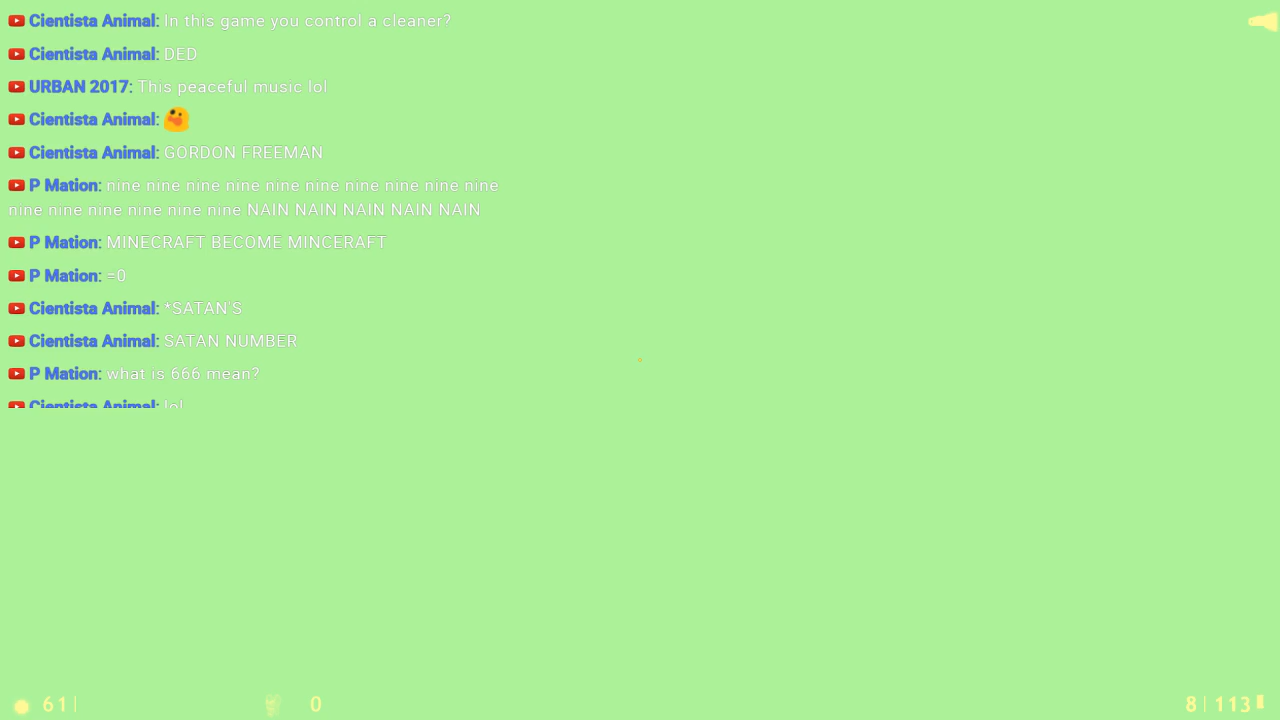 Cientista Animal: In this game you control a cleaner?
Cientista Animal: DED
URBAN 2017: This peaceful music lol
Cientista Animal:
Cientista Animal: GORDON FREEMAN
P Mation: nine nine nine nine nine nine nine nine nine nine
nine nine nine nine nine nine NAIN NAIN NAIN NAIN NAIN
P Mation: MINECRAFT BECOME MINCERAFT
P Mation: =0
Cientista Animal: *SATAN'S
Cientista Animal: SATAN NUMBER
P Mation: what is 666 mean?
Cientista Animal: lol
61| 0 8|113